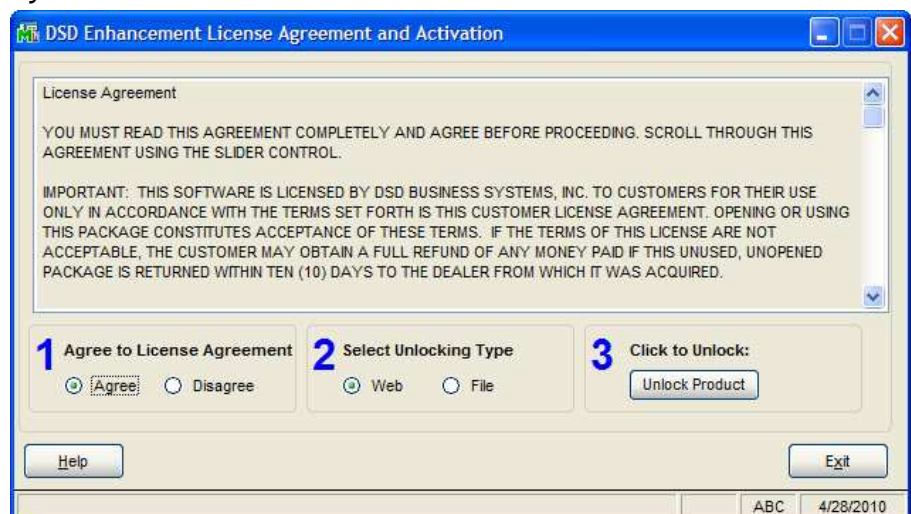 DSD Enhancement License Agreement and Activation
License Agreement
YOU MUST READ THIS AGREEMENT COMPLETELY AND AGREE BEFORE PROCEEDING. SCROLL THROUGH THIS
AGREEMENT USING THE SLIDER CONTROL.
IMPORTANT: THIS SOFTWARE IS LICENSED BY DSD BUSINESS SYSTEMS, INC. TO CUSTOMERS FOR THEIR USE
ONLY IN ACCORDANCE WITH THE TERMS SET FORTH IS THIS CUSTOMER LICENSE AGREEMENT. OPENING OR USING
THIS PACKAGE CONSTITUTES ACCEPTANCE OF THESE TERMS. IF THE TERMS OF THIS LICENSE ARE NOT
ACCEPTABLE, THE CUSTOMER MAY OBTAIN A FULL REFUND OF ANY MONEY PAID IF THIS UNUSED, UNOPENED
PACKAGE IS RETURNED WITHIN TEN (10) DAYS TO THE DEALER FROM WHICH IT WAS ACQUIRED.
1 Agree to License Agreement 2 Select Unlocking Type 3 Click to Unlock:
Agree Disagree Web File Unlock Product
Help Exit
ABC 4/28/2010